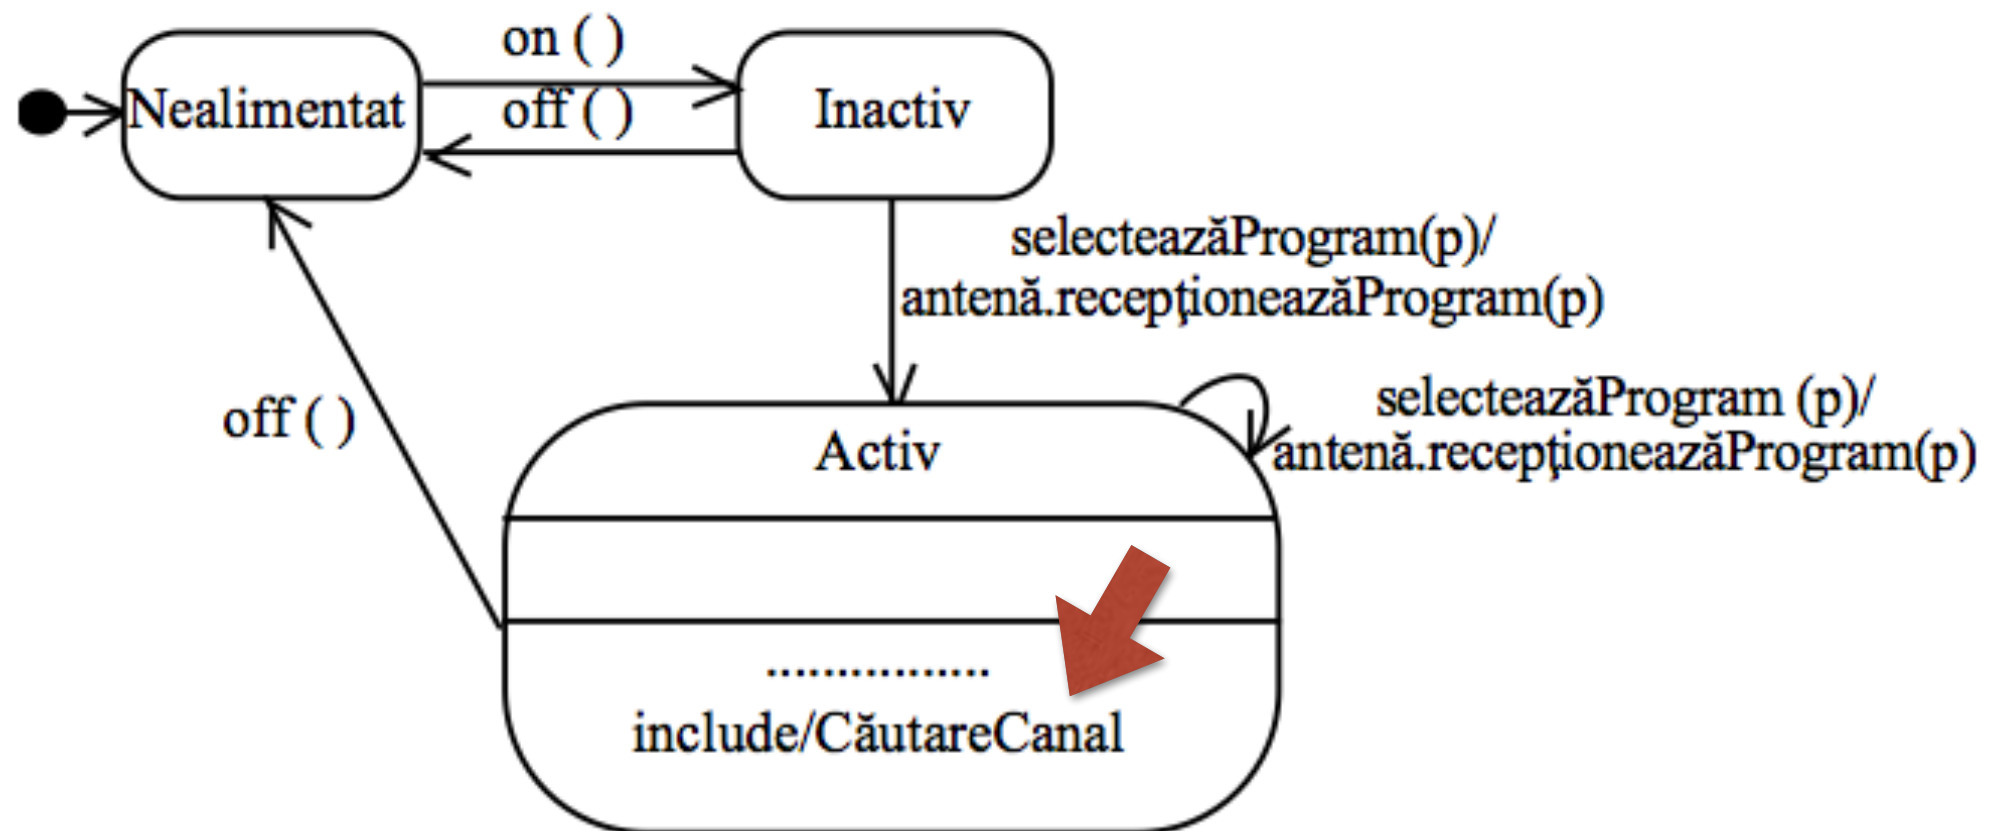 on ( )
Nealimentat
off ( )
Inactiv
selecteazăProgram(p)/
antenă.recepţioneazăProgram(p)
off ( )
selecteazăProgram (p)/
antenă.recepţioneazăProgram(p)
Activ
................
include/CăutareCanal